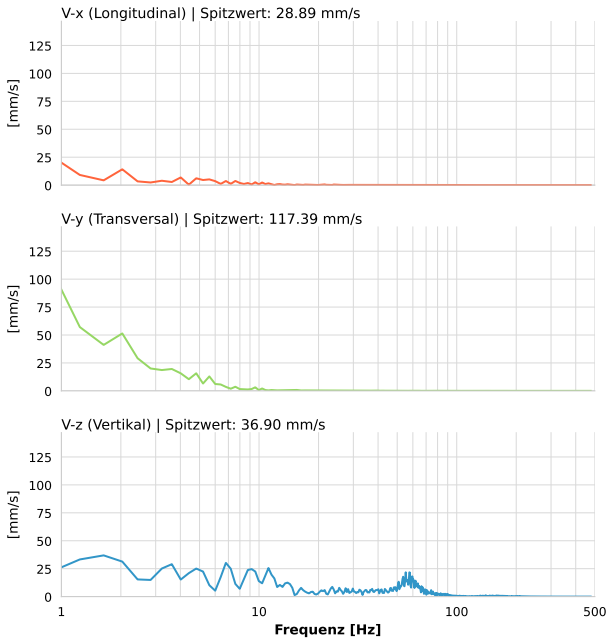 V-x (Longitudinal) | Spitzwert: 28.89 mm/s
125
100
75
50
25
0
[mm/s]
V-y (Transversal) | Spitzwert: 117.39 mm/s
125
100
75
50
25
0
[mm/s]
V-z (Vertikal) | Spitzwert: 36.90 mm/s
125
100
75
50
25
0
[mm/s]
1 10 100 500
Frequenz [Hz]